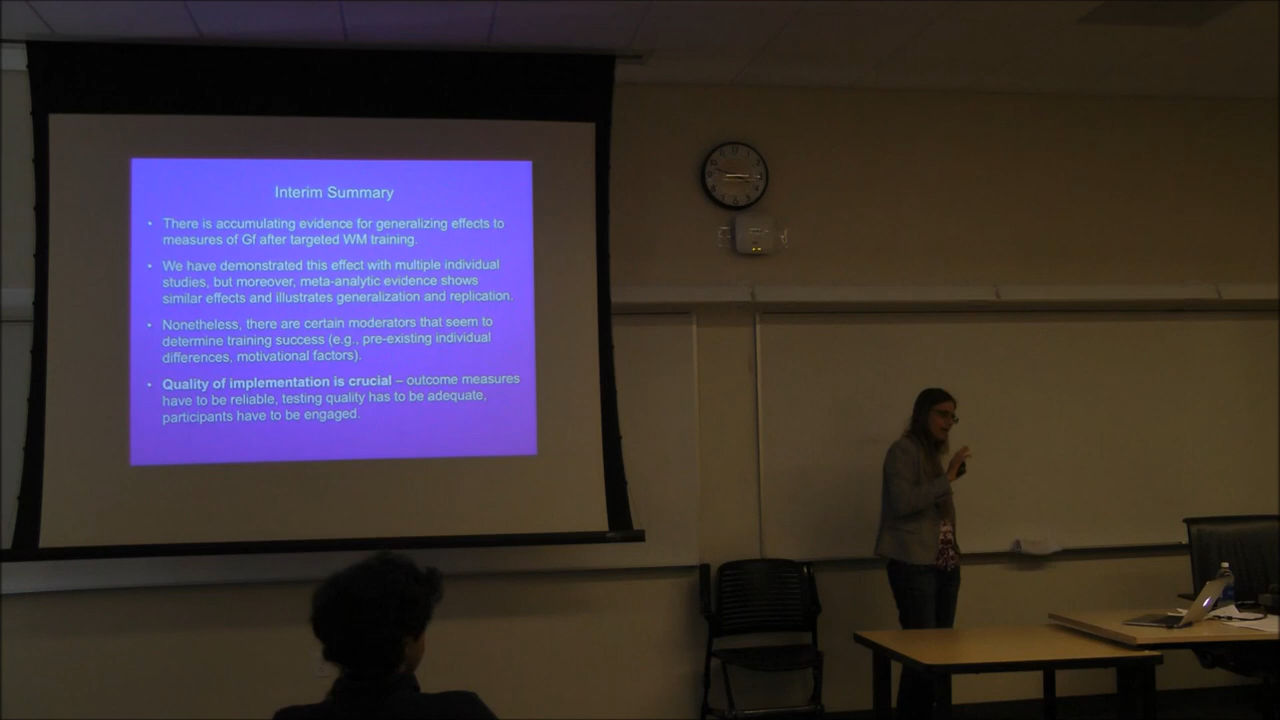 Interim Summary
• There is accumulating evidence for generalizing effects to
measures of Gf after targeted WM training.
• We have demonstrated this effect with multiple individual
studies, but moreover, meta-analytic evidence shows
similar effects and illustrates generalization and replication.
• Nonetheless, there are certain moderators that seem to
determine training success (e.g., pre-existing individual
differences, motivational factors).
• Quality of implementation is crucial – outcome measures
have to be reliable, testing quality has to be adequate,
participants have to be engaged.